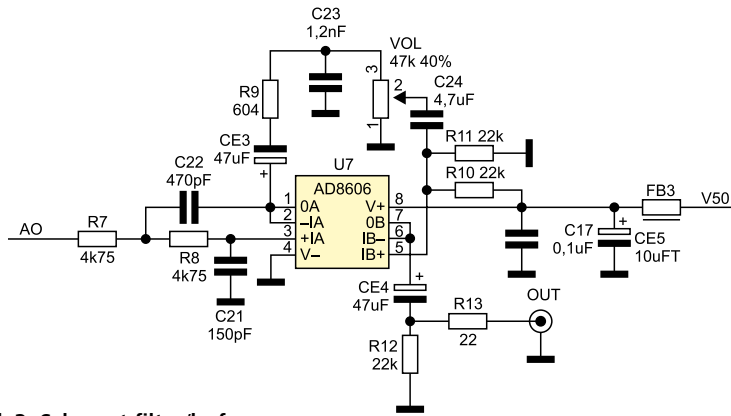 C23
1,2nF
VOL
47k 40%
3
2
1
C24
4,7uF
R9
604
CE3
47uF
+
R11 22k
R10 22k
C22
470pF
U7
AD8606
1
2
3
4
0A
–IA
+IA
V–
V+
0B
IB–
IB+
8
7
6
5
AO
R7
4k75
R8
4k75
C21
150pF
FB3
V50
C17
0,1uF
+
CE5
10uFT
+
CE4
47uF
R13
22
OUT
R12
22k